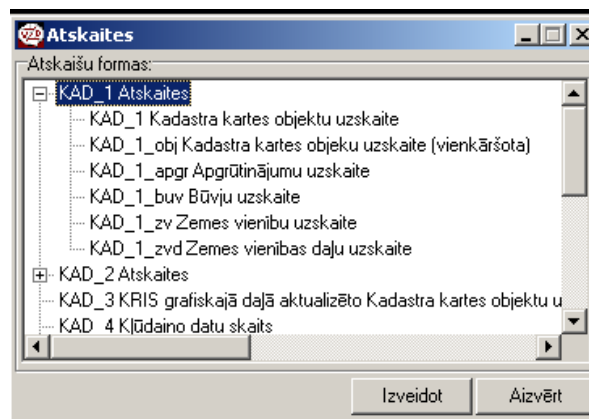 VZD Atskaites
Atskaišu formas:
KAD_1 Atskaites
KAD_1 Kadastra kartes objektu uzskaite
KAD_1_obj Kadastra kartes objeku uzskaite (vienkāršota)
KAD_1_apgr Apgrūtinājumu uzskaite
KAD_1_buv Būvju uzskaite
KAD_1_zv Zemes vienību uzskaite
KAD_1_zvd Zemes vienības daļu uzskaite
KAD_2 Atskaites
KAD_3 KRIS grafiskajā daļā aktualizēto Kadastra kartes objektu u
KAD_4 Kļūdaino datu skaits
Izveidot Aizvērt